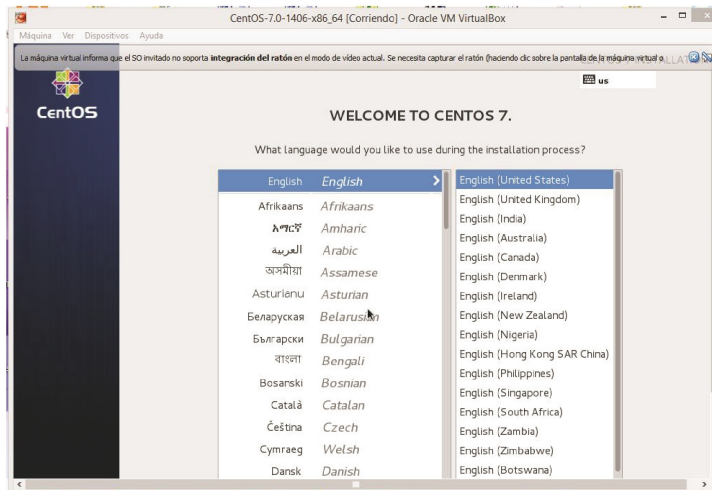 CentOS-7.0-1406-x86_64 [Corriendo] - Oracle VM VirtualBox
Máquina Ver Dispositivos Ayuda
La máquina virtual informa que el SO invitado no soporta integración del ratón en el modo de vídeo actual. Se necesita capturar el ratón (haciendo clic sobre la pantalla de la máquina virtual o
us
CentOS
WELCOME TO CENTOS 7.
What language would you like to use during the installation process?
English English
Afrikaans Afrikaans
አማርኛ Amharic
العربية Arabic
অসমীয়া Assamese
Asturianu Asturian
Беларуская Belarusian
Български Bulgarian
বাংলা Bengali
Bosanski Bosnian
Català Catalan
Čeština Czech
Cymraeg Welsh
Dansk Danish
English (United States)
English (United Kingdom)
English (India)
English (Australia)
English (Canada)
English (Denmark)
English (Ireland)
English (New Zealand)
English (Nigeria)
English (Hong Kong SAR China)
English (Philippines)
English (Singapore)
English (South Africa)
English (Zambia)
English (Zimbabwe)
English (Botswana)